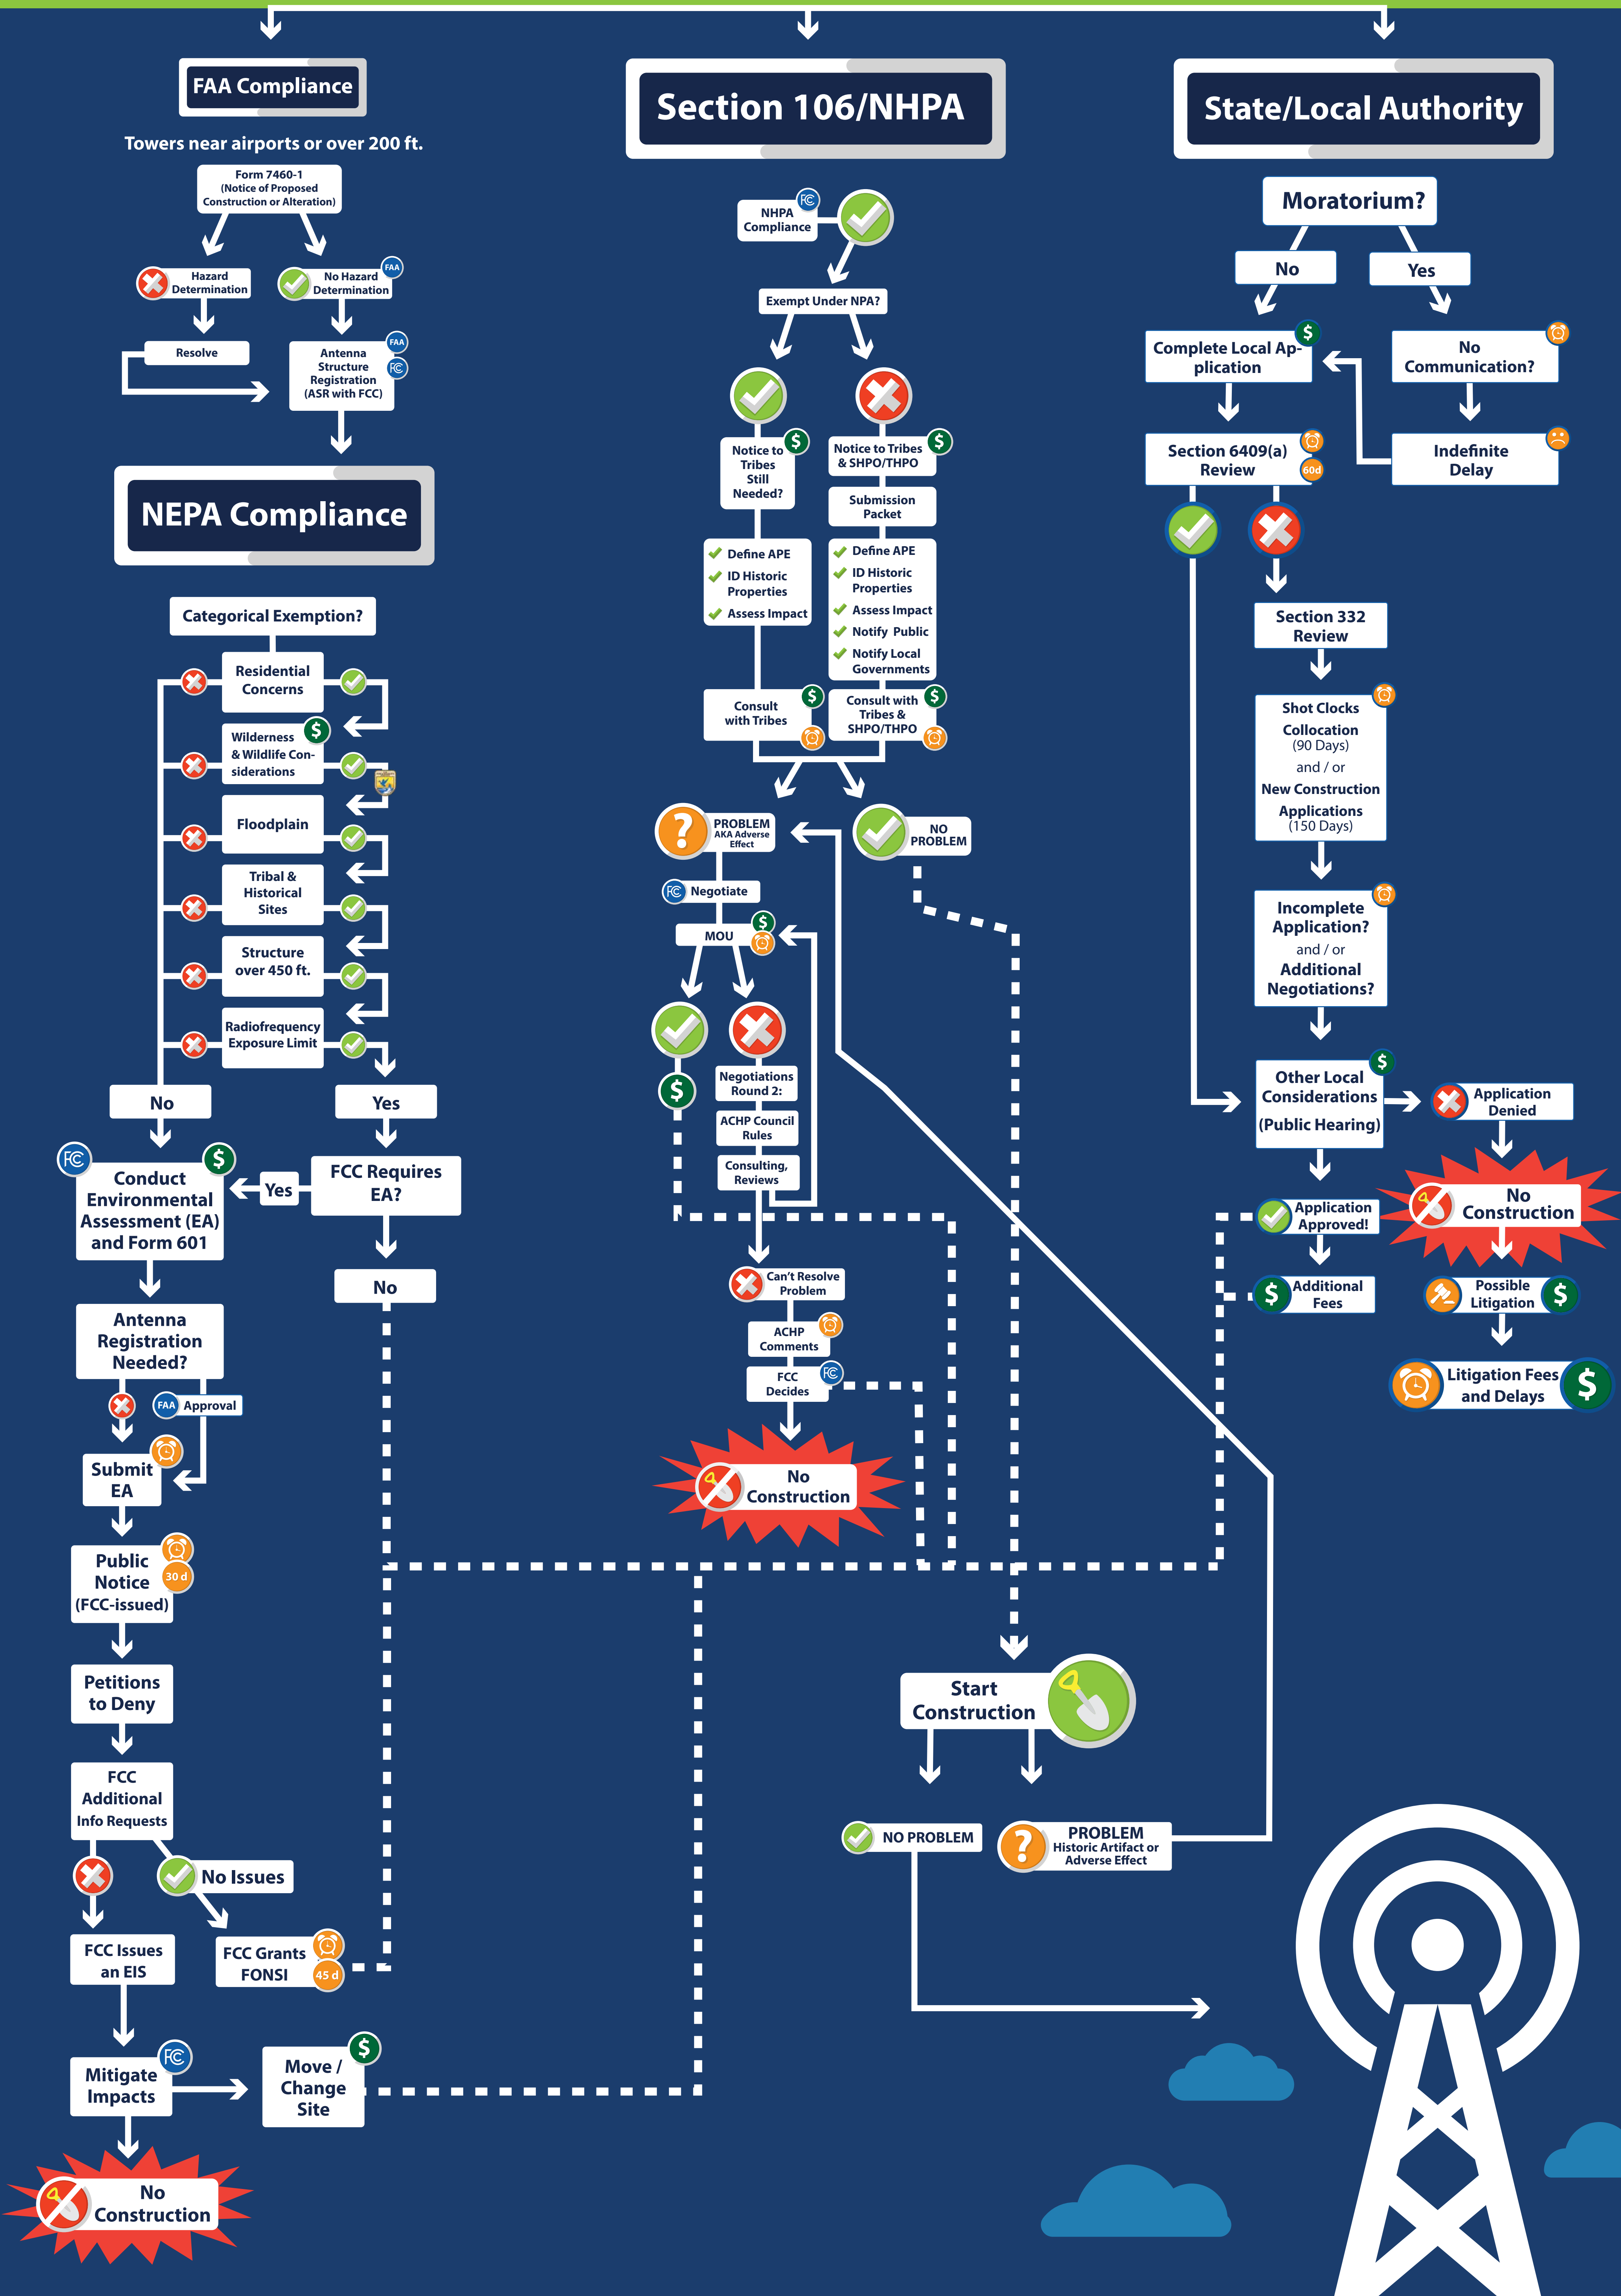 FAA Compliance
Towers near airports or over 200 ft.
Form 7460-1
(Notice of Proposed
Construction or Alteration)
Hazard
Determination
No Hazard
Determination
FAA
Resolve
Antenna
Structure
Registration
(ASR with FCC)
FAA
FC
NEPA Compliance
Categorical Exemption?
Residential
Concerns
Wilderness
& Wildlife Con-
siderations
$
Floodplain
Tribal &
Historical
Sites
Structure
over 450 ft.
Radiofrequency
Exposure Limit
No
Yes
FC
$
Conduct
Environmental
Assessment (EA)
and Form 601
Yes
FCC Requires
EA?
No
Antenna
Registration
Needed?
FAA
Approval
Submit
EA
Public
Notice
(FCC-issued)
30 d
Petitions
to Deny
FCC
Additional
Info Requests
No Issues
FCC Issues
an EIS
FCC Grants
FONSI
45 d
Mitigate
Impacts
FC
Move /
Change
Site
$
No
Construction
Section 106/NHPA
NHPA
Compliance
FC
Exempt Under NPA?
Notice to
Tribes
Still
Needed?
$
Notice to Tribes
& SHPO/THPO
$
Submission
Packet
Define APE
ID Historic
Properties
Assess Impact
Define APE
ID Historic
Properties
Assess Impact
Notify Public
Notify Local
Governments
Consult
with Tribes
$
Consult with
Tribes &
SHPO/THPO
$
?
PROBLEM
AKA Adverse
Effect
NO
PROBLEM
FC
Negotiate
MOU
$
$
Negotiations
Round 2:
ACHP Council
Rules
Consulting,
Reviews
Can't Resolve
Problem
ACHP
Comments
FCC
Decides
FC
No
Construction
Start
Construction
NO PROBLEM
?
PROBLEM
Historic Artifact or
Adverse Effect
State/Local Authority
Moratorium?
No
Yes
Complete Local Ap-
plication
$
No
Communication?
Section 6409(a)
Review
60d
Indefinite
Delay
Section 332
Review
Shot Clocks
Collocation
(90 Days)
and / or
New Construction
Applications
(150 Days)
Incomplete
Application?
and / or
Additional
Negotiations?
Other Local
Considerations
(Public Hearing)
$
Application
Denied
No
Construction
Application
Approved!
$
Additional
Fees
Possible
Litigation
$
Litigation Fees
and Delays
$